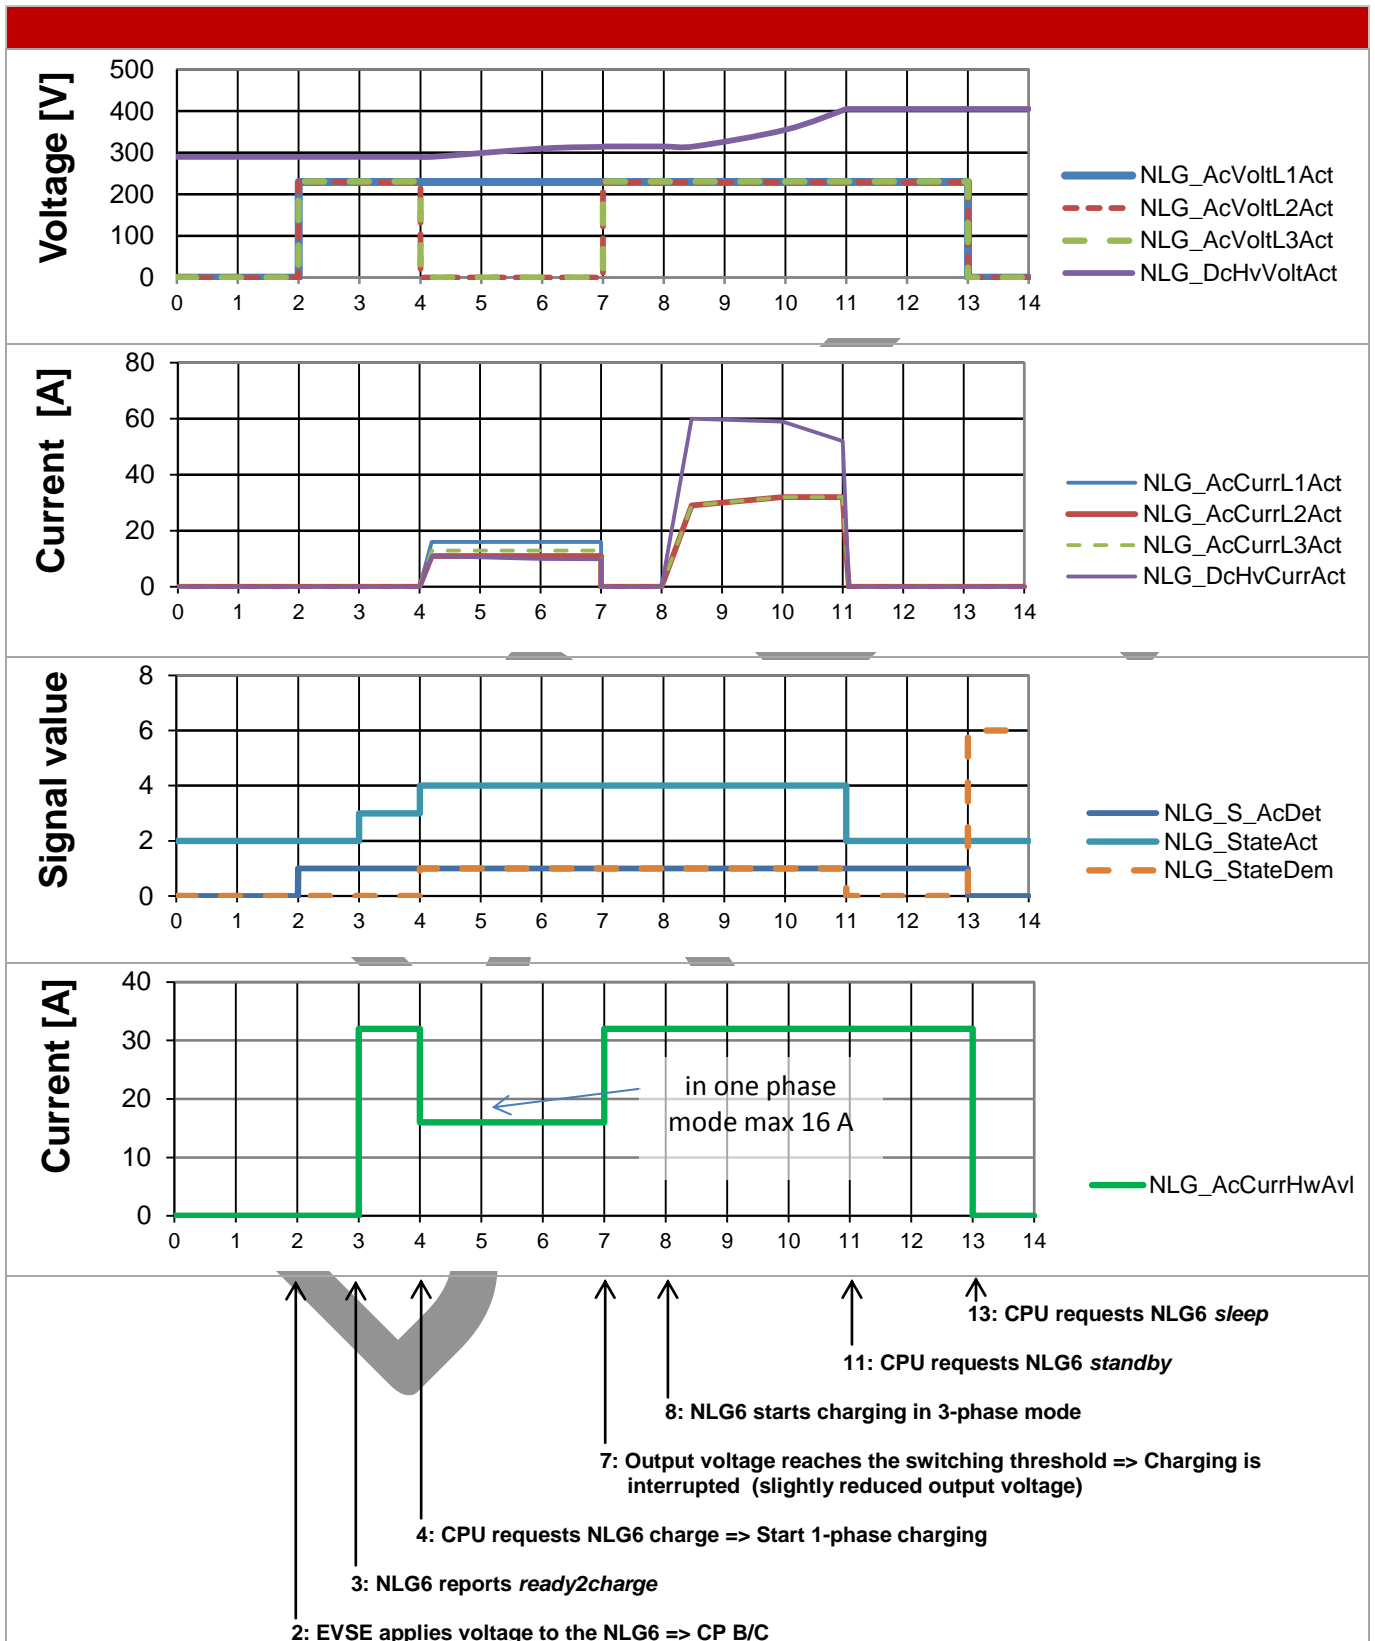 Voltage [V]
500
400
300
200
100
0
0 1 2 3 4 5 6 7 8 9 10 11 12 13 14
NLG_AcVoltL1Act
NLG_AcVoltL2Act
NLG_AcVoltL3Act
NLG_DcHvVoltAct
Current [A]
80
60
40
20
0
0 1 2 3 4 5 6 7 8 9 10 11 12 13 14
NLG_AcCurrL1Act
NLG_AcCurrL2Act
NLG_AcCurrL3Act
NLG_DcHvCurrAct
Signal value
8
6
4
2
0
0 1 2 3 4 5 6 7 8 9 10 11 12 13 14
NLG_S_AcDet
NLG_StateAct
NLG_StateDem
Current [A]
40
30
20
10
0
0 1 2 3 4 5 6 7 8 9 10 11 12 13 14
in one phase
mode max 16 A
NLG_AcCurrHwAvl
13: CPU requests NLG6 sleep
11: CPU requests NLG6 standby
8: NLG6 starts charging in 3-phase mode
7: Output voltage reaches the switching threshold => Charging is
interrupted (slightly reduced output voltage)
4: CPU requests NLG6 charge => Start 1-phase charging
3: NLG6 reports ready2charge
2: EVSE applies voltage to the NLG6 => CP B/C